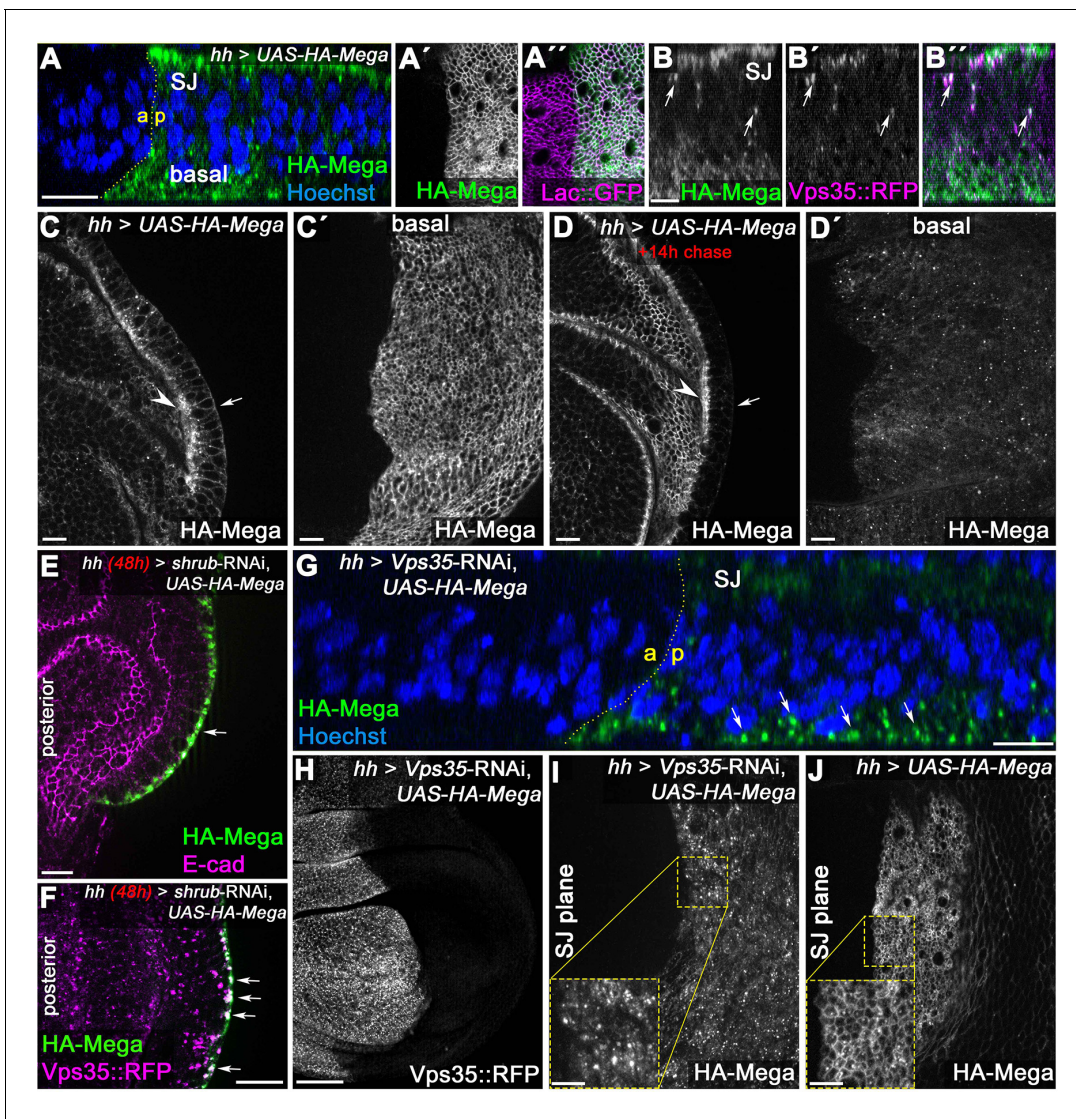 A
hh > UAS-HA-Mega
SJ
a p
basal
HA-Mega
Hoechst
A´
HA-Mega
A´´
Lac::GFP
B
SJ
HA-Mega
B´
Vps35::RFP
B´´
C
hh > UAS-HA-Mega
HA-Mega
C´
basal
D
hh > UAS-HA-Mega
+14h chase
HA-Mega
D´
basal
HA-Mega
E
hh (48h) > shrub-RNAi,
UAS-HA-Mega
posterior
HA-Mega
E-cad
F
hh (48h) > shrub-RNAi,
UAS-HA-Mega
posterior
HA-Mega
Vps35::RFP
G
hh > Vps35-RNAi,
UAS-HA-Mega
SJ
a p
HA-Mega
Hoechst
H
hh > Vps35-RNAi,
UAS-HA-Mega
Vps35::RFP
I
hh > Vps35-RNAi,
UAS-HA-Mega
SJ plane
HA-Mega
J
hh > UAS-HA-Mega
SJ plane
HA-Mega